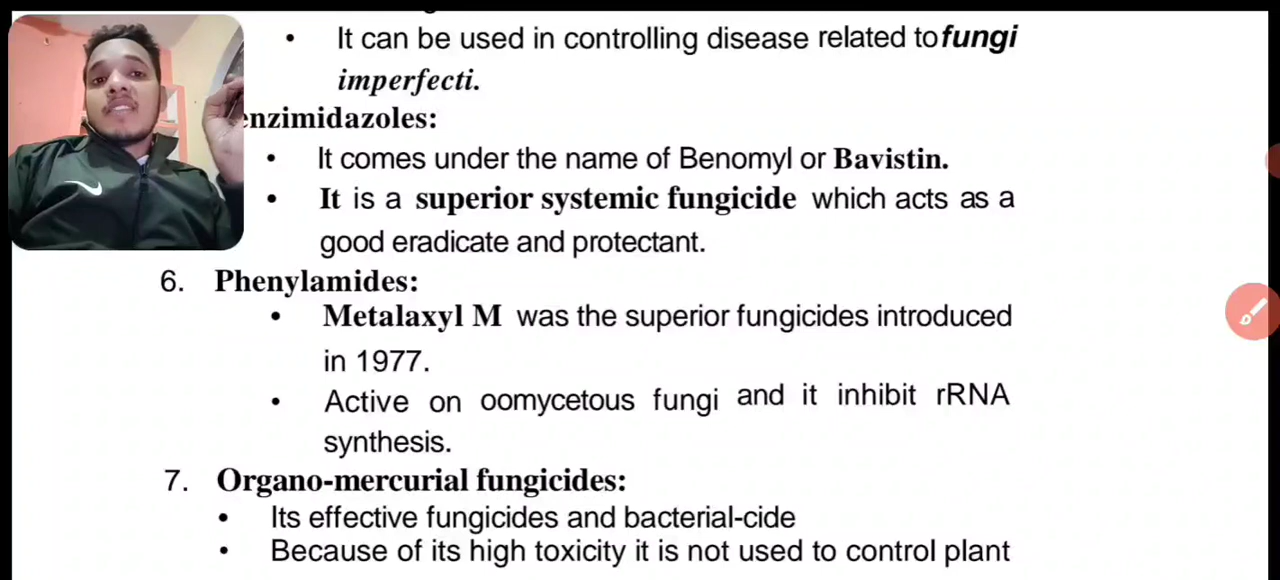 • It can be used in controlling disease related to fungi
imperfecti.
enzimidazoles:
• It comes under the name of Benomyl or Bavistin.
• It is a superior systemic fungicide which acts as a
good eradicate and protectant.
6. Phenylamides:
• Metalaxyl M was the superior fungicides introduced
in 1977.
• Active on oomycetous fungi and it inhibit rRNA
synthesis.
7. Organo-mercurial fungicides:
• Its effective fungicides and bacterial-cide
• Because of its high toxicity it is not used to control plant